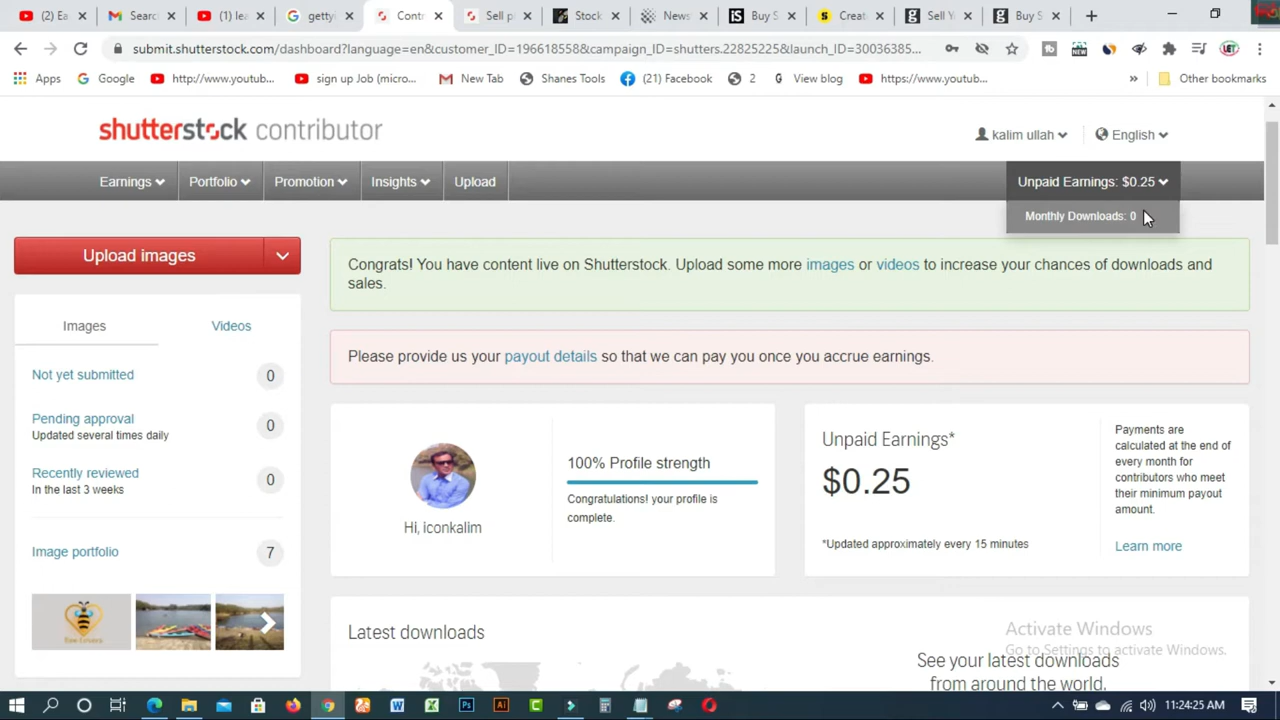 (2) Ea
Searc
(1) lea
gettyi
Contr
Sell p
Stock
News
Buy S
Creat
Sell Y
Buy S
submit.shutterstock.com/dashboard?language=en&customer_ID=196618558&campaign_ID=shutters.228252258&launch_ID=30036385...
Apps
Google
http://www.youtub...
sign up Job (micro...
New Tab
Shanes Tools
(21) Facebook
2
View blog
https://www.youtub...
»
Other bookmarks
shutterstock contributor
kalim ullah
English
Earnings
Portfolio
Promotion
Insights
Upload
Unpaid Earnings: $0.25
Monthly Downloads: 0
Upload images
Congrats! You have content live on Shutterstock. Upload some more images or videos to increase your chances of downloads and
sales.
Images
Videos
Please provide us your payout details so that we can pay you once you accrue earnings.
Not yet submitted
0
Pending approval
0
Updated several times daily
Recently reviewed
0
In the last 3 weeks
Image portfolio
7
100% Profile strength
Congratulations! your profile is
complete.
Hi, iconkalim
Unpaid Earnings*
$0.25
*Updated approximately every 15 minutes
Payments are
calculated at the end of
every month for
contributors who meet
their minimum payout
amount.
Learn more
Latest downloads
See your latest downloads
from around the world.
Activate Windows
Go to Settings to activate Windows.
11:24:25 AM